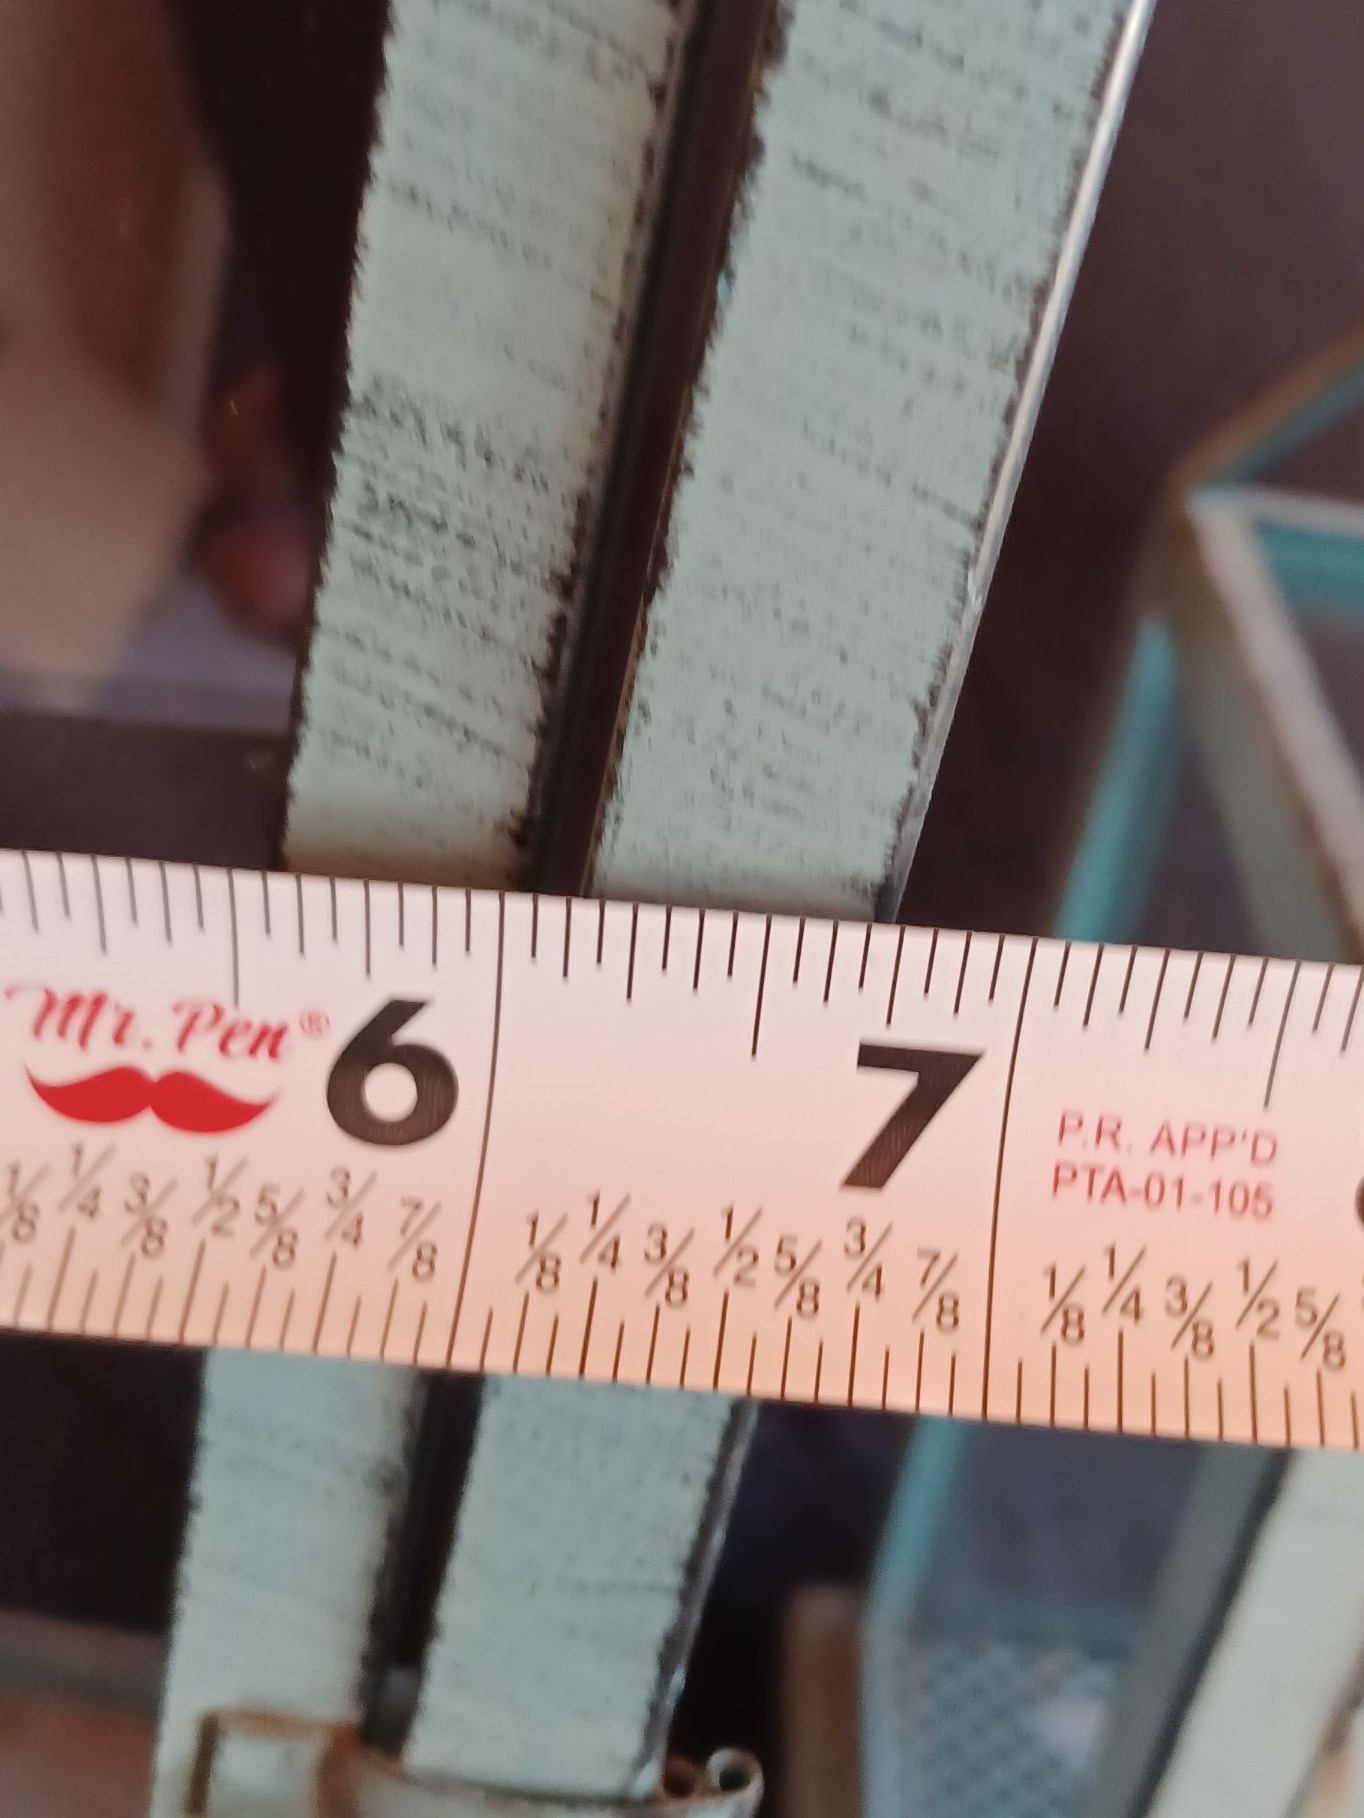 Mr. Pen®
6
7
P.R. APP'D
PTA-01-105
1/8 1/4 3/8 1/2 5/8 3/4 7/8 1/8 1/4 3/8 1/2 5/8 3/4 7/8 1/8 1/4 3/8 1/2 5/8